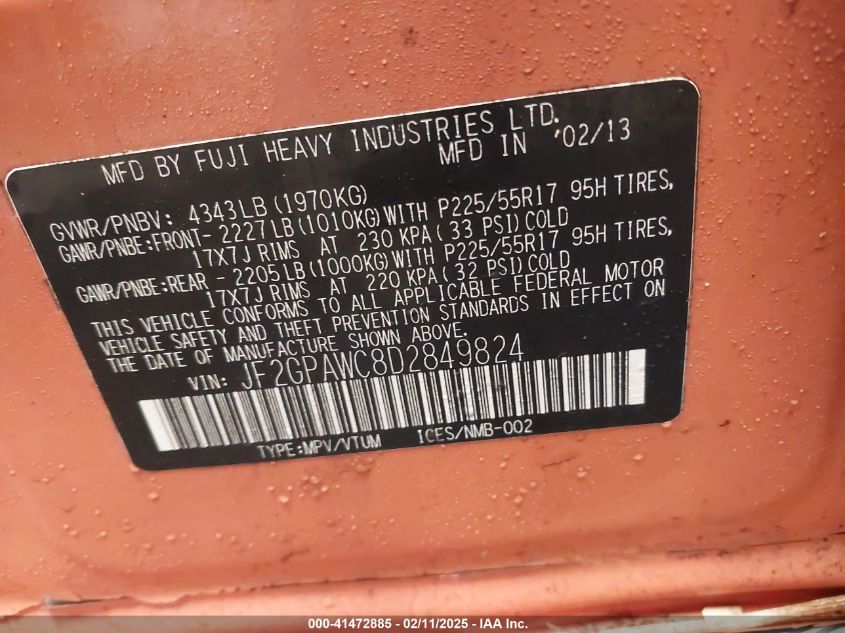 MFD BY FUJI HEAVY INDUSTRIES LTD.
MFD IN '02/13
GVWR/PNBV: 4343LB(1970KG)
GAWR/PNBE:FRONT-2227LB(1010KG)WITH P225/55R17 95H TIRES,
17X7J RIMS AT 230 KPA(33 PSI)COLD
GAWR/PNBE:REAR -2205LB(1000KG)WITH P225/55R17 95H TIRES,
17X7J RIMS AT 220 KPA(32 PSI)COLD
THIS VEHICLE CONFORMS TO ALL APPLICABLE FEDERAL MOTOR
VEHICLE SAFETY AND THEFT PREVENTION STANDARDS IN EFFECT ON
THE DATE OF MANUFACTURE SHOWN ABOVE.
VIN: JF2GPAWC8D2849824
TYPE:MPV/VTUM ICES/NMB-002
000-41472885 - 02/11/2025 - IAA Inc.